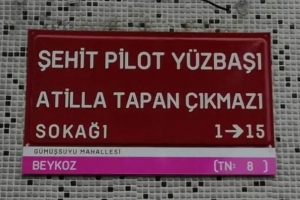 ŞEHİT PİLOT YÜZBAŞI
ATİLLA TAPAN ÇIKMAZI
SOKAĞI 1→15
GÜMÜŞSUYU MAHALLESİ
BEYKOZ (TN: 8 )